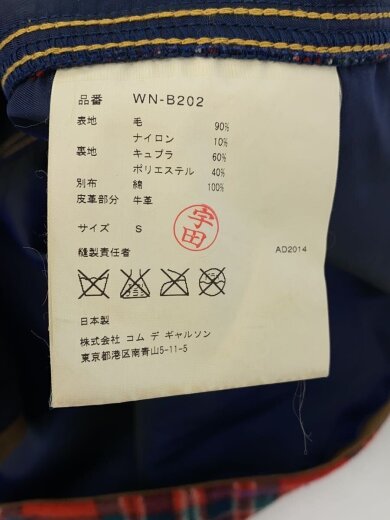 品番 WN-B202
表地 毛 90%
ナイロン 10%
裏地 キュプラ 60%
ポリエステル 40%
別布 綿 100%
皮革部分 牛革
サイズ S
宇田
縫製責任者
AD2014
日本製
株式会社 コム デ ギャルソン
東京都港区南青山5-11-5